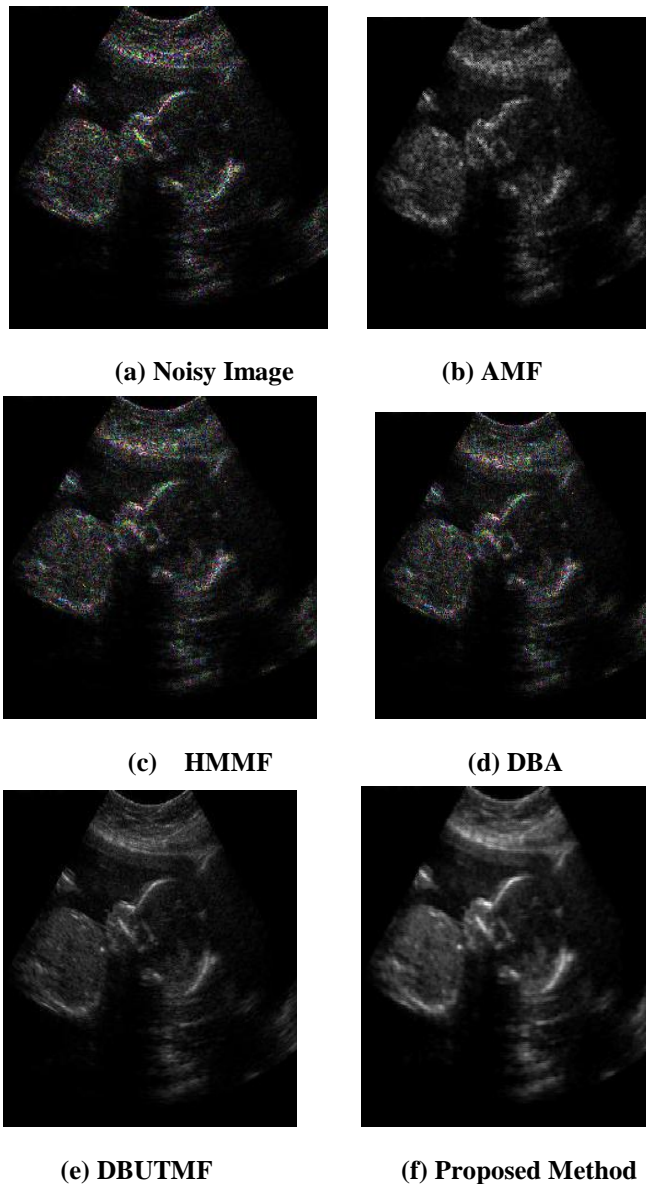 (a) Noisy Image
(b) AMF
(c) HMMF
(d) DBA
(e) DBUTMF
(f) Proposed Method